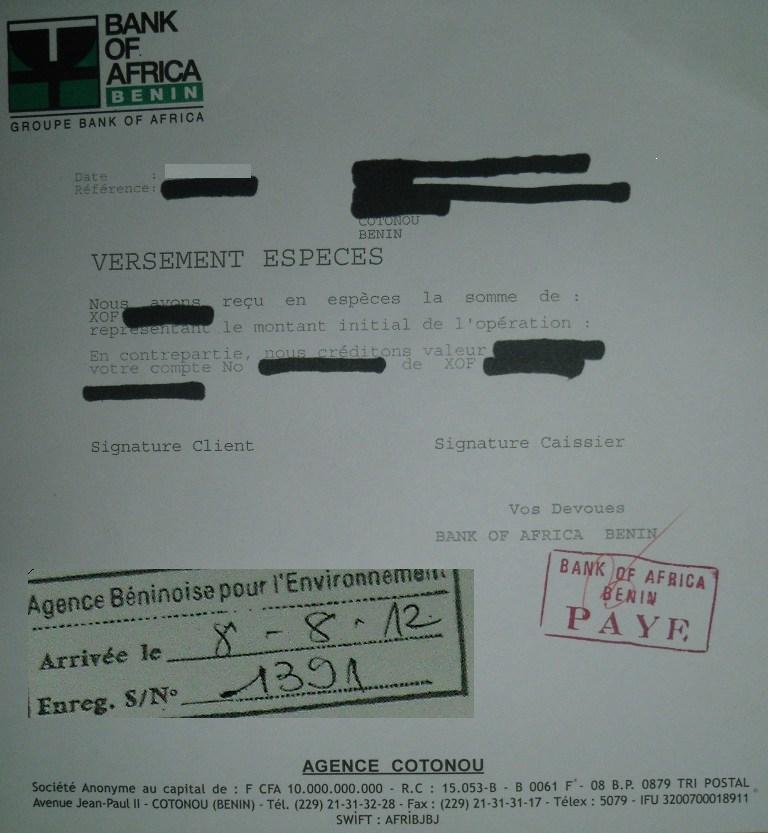 BANK
OF
AFRICA
BENIN
GROUPE BANK OF AFRICA
Date :
Référence:
COTONOU
BENIN
VERSEMENT ESPECES
Nous avons reçu en espèces la somme de :
XOF
représentant le montant initial de l'opération :
En contrepartie, nous créditons valeur
votre compte No de XOF
Signature Client Signature Caissier
Vos Devoues
BANK OF AFRICA BENIN
BANK OF AFRICA
BENIN
PAYE
Agence Béninoise pour l'Environnement
Arrivée le 8 - 8 - 12
Enreg. S/N° 1391
AGENCE COTONOU
Société Anonyme au capital de : F CFA 10.000.000.000 - R.C : 15.053-B - B 0061 F - 08 B.P. 0879 TRI POSTAL
Avenue Jean-Paul II - COTONOU (BENIN) - Tél. (229) 21-31-32-28 - Fax : (229) 21-31-31-17 - Télex : 5079 - IFU 3200700018911
SWIFT : AFRIBJBJ